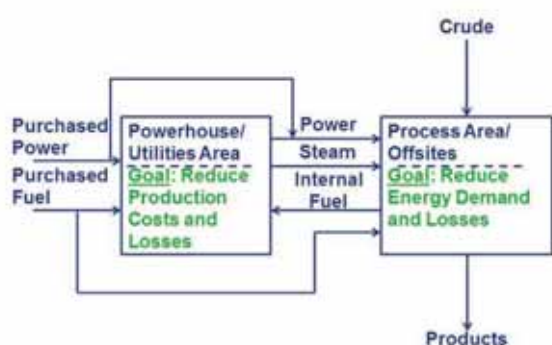 Crude
Purchased
Power
Purchased
Fuel
Powerhouse/
Utilities Area
Goal: Reduce
Production
Costs and
Losses
Power
Steam
Internal
Fuel
Process Area/
Offsites
Goal: Reduce
Energy Demand
and Losses
Products